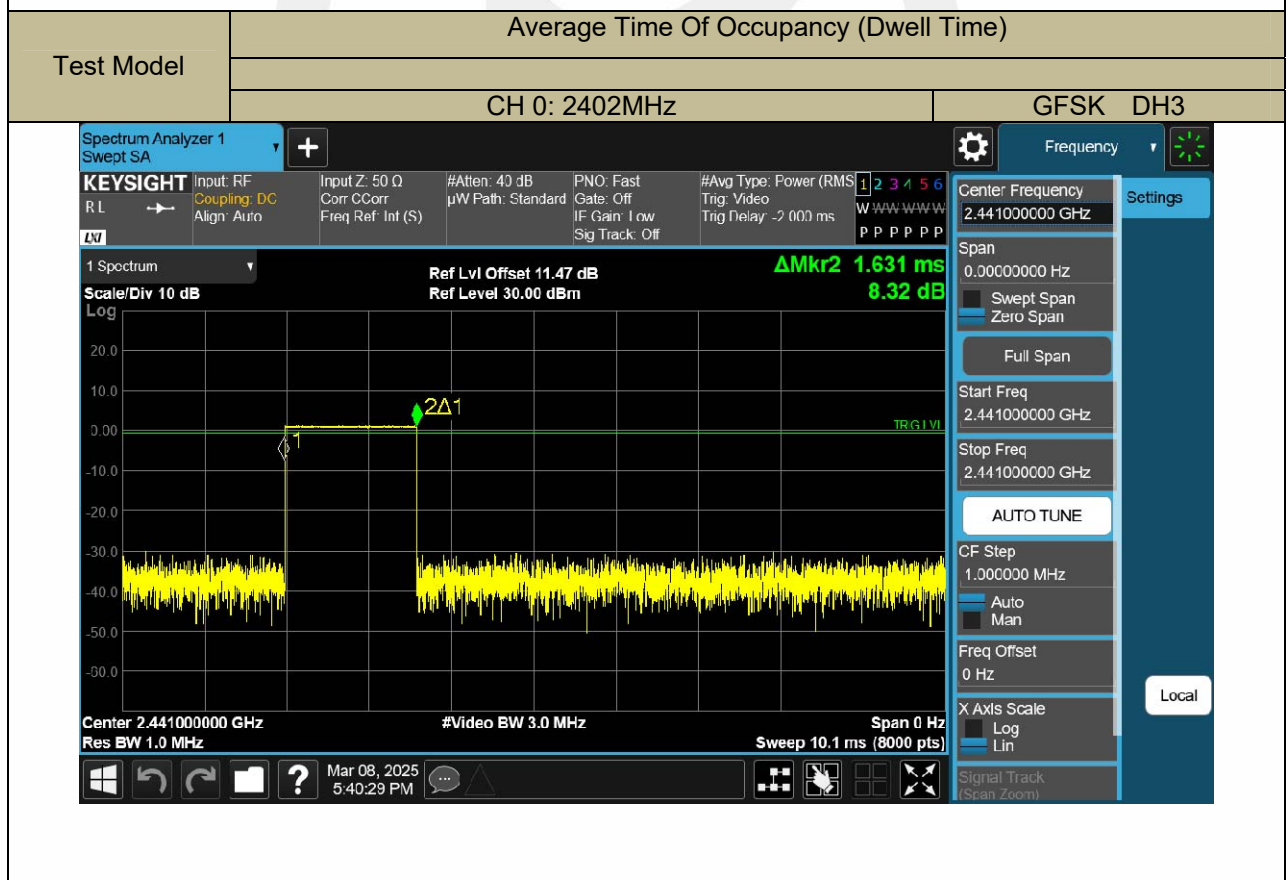 Test Model
Average Time Of Occupancy (Dwell Time)
CH 0: 2402MHz
GFSK DH3
Spectrum Analyzer 1
Swept SA
+
Frequency
KEYSIGHT
R L
LXI
Input: RF
Coupling: DC
Align: Auto
Input Z: 50 Ω
Corr CCorr
Freq Ref: Int (S)
#Atten: 40 dB
µW Path: Standard
PNO: Fast
Gate: Off
IF Gain: Low
Sig Track: Off
#Avg Type: Power (RMS
Trig: Video
Trig Delay: -2.000 ms
1 2 3 4 5 6
W W W W W W
P P P P P P
1 Spectrum
Scale/Div 10 dB
Log
Ref Lvl Offset 11.47 dB
Ref Level 30.00 dBm
ΔMkr2 1.631 ms
8.32 dB
20.0
10.0
0.00
-10.0
-20.0
-30.0
-40.0
-50.0
-60.0
2Δ1
1
TRG LVL
Center 2.441000000 GHz
Res BW 1.0 MHz
#Video BW 3.0 MHz
Span 0 Hz
Sweep 10.1 ms (8000 pts)
Center Frequency
2.441000000 GHz
Span
0.00000000 Hz
Swept Span
Zero Span
Full Span
Start Freq
2.441000000 GHz
Stop Freq
2.441000000 GHz
AUTO TUNE
CF Step
1.000000 MHz
Auto
Man
Freq Offset
0 Hz
X Axis Scale
Log
Lin
Signal Track
(Span Zoom)
Settings
Local
?
Mar 08, 2025
5:40:29 PM